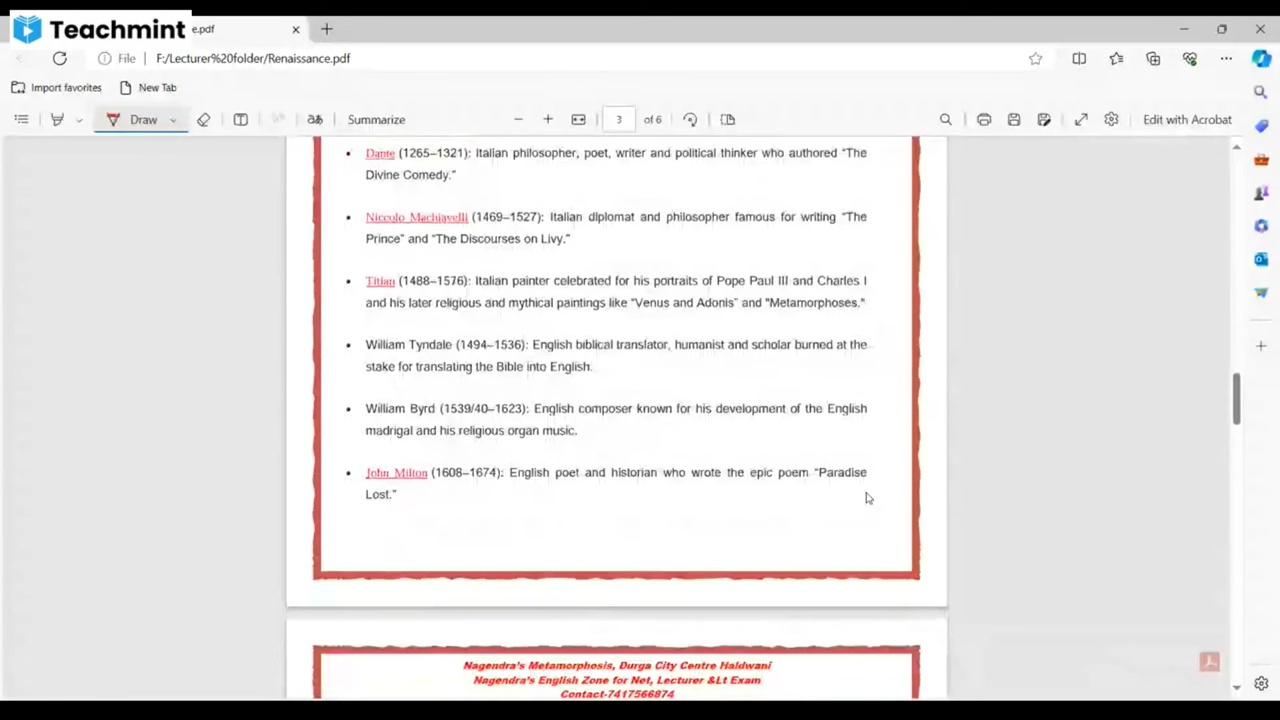 Teachmint
e.pdf
File F:/Lecturer%20folder/Renaissance.pdf
Import favorites New Tab
Draw Summarize 3 of 6 Edit with Acrobat
• Dante (1265–1321): Italian philosopher, poet, writer and political thinker who authored “The
Divine Comedy.”
• Niccolo Machiavelli (1469–1527): Italian diplomat and philosopher famous for writing “The
Prince” and “The Discourses on Livy.”
• Titian (1488–1576): Italian painter celebrated for his portraits of Pope Paul III and Charles I
and his later religious and mythical paintings like “Venus and Adonis” and "Metamorphoses."
• William Tyndale (1494–1536): English biblical translator, humanist and scholar burned at the
stake for translating the Bible into English.
• William Byrd (1539/40–1623): English composer known for his development of the English
madrigal and his religious organ music.
• John Milton (1608–1674): English poet and historian who wrote the epic poem “Paradise
Lost.”
Nagendra's Metamorphosis, Durga City Centre Haldwani
Nagendra's English Zone for Net, Lecturer &Lt Exam
Contact-7417566874